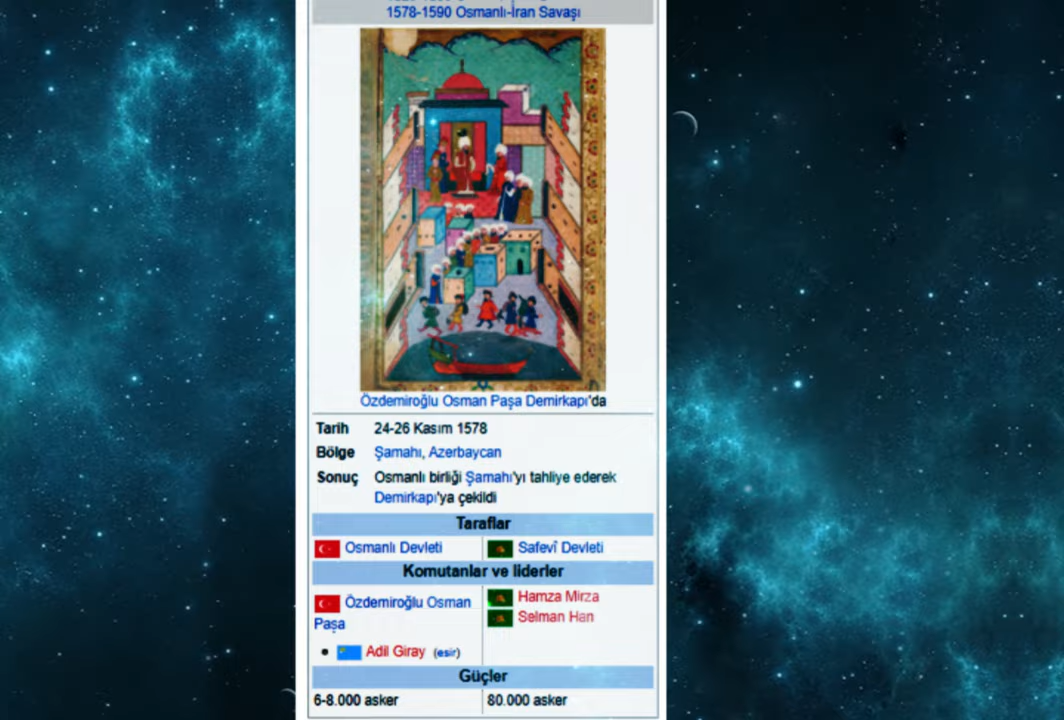 1578-1590 Osmanlı-İran Savaşı
Özdemiroğlu Osman Paşa Demirkapı'da
Tarih 24-26 Kasım 1578
Bölge Şamahı, Azerbaycan
Sonuç Osmanlı birliği Şamahı'yı tahliye ederek
Demirkapı'ya çekildi
Taraflar
Osmanlı Devleti Safevî Devleti
Komutanlar ve liderler
Özdemiroğlu Osman
Paşa
Adil Giray (esir)
Hamza Mirza
Selman Han
Güçler
6-8.000 asker 80.000 asker